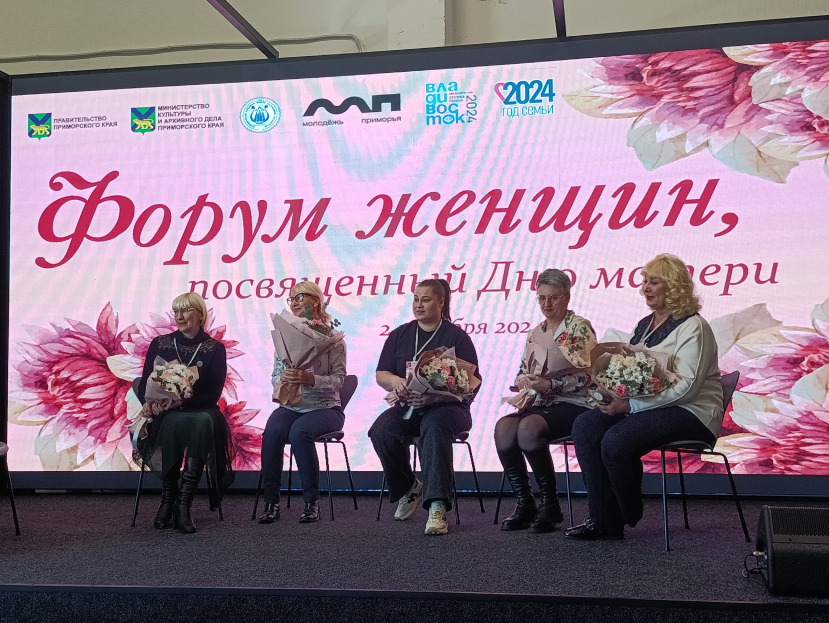 ПРАВИТЕЛЬСТВО
ПРИМОРСКОГО КРАЯ
МИНИСТЕРСТВО
КУЛЬТУРЫ
И АРХИВНОГО ДЕЛА
ПРИМОРСКОГО КРАЯ
МП
молодёжь приморья
вла
ди
вос
ток
2024
2024
ГОД СЕМЬИ
Форум женщин,
посвященный Дню матери